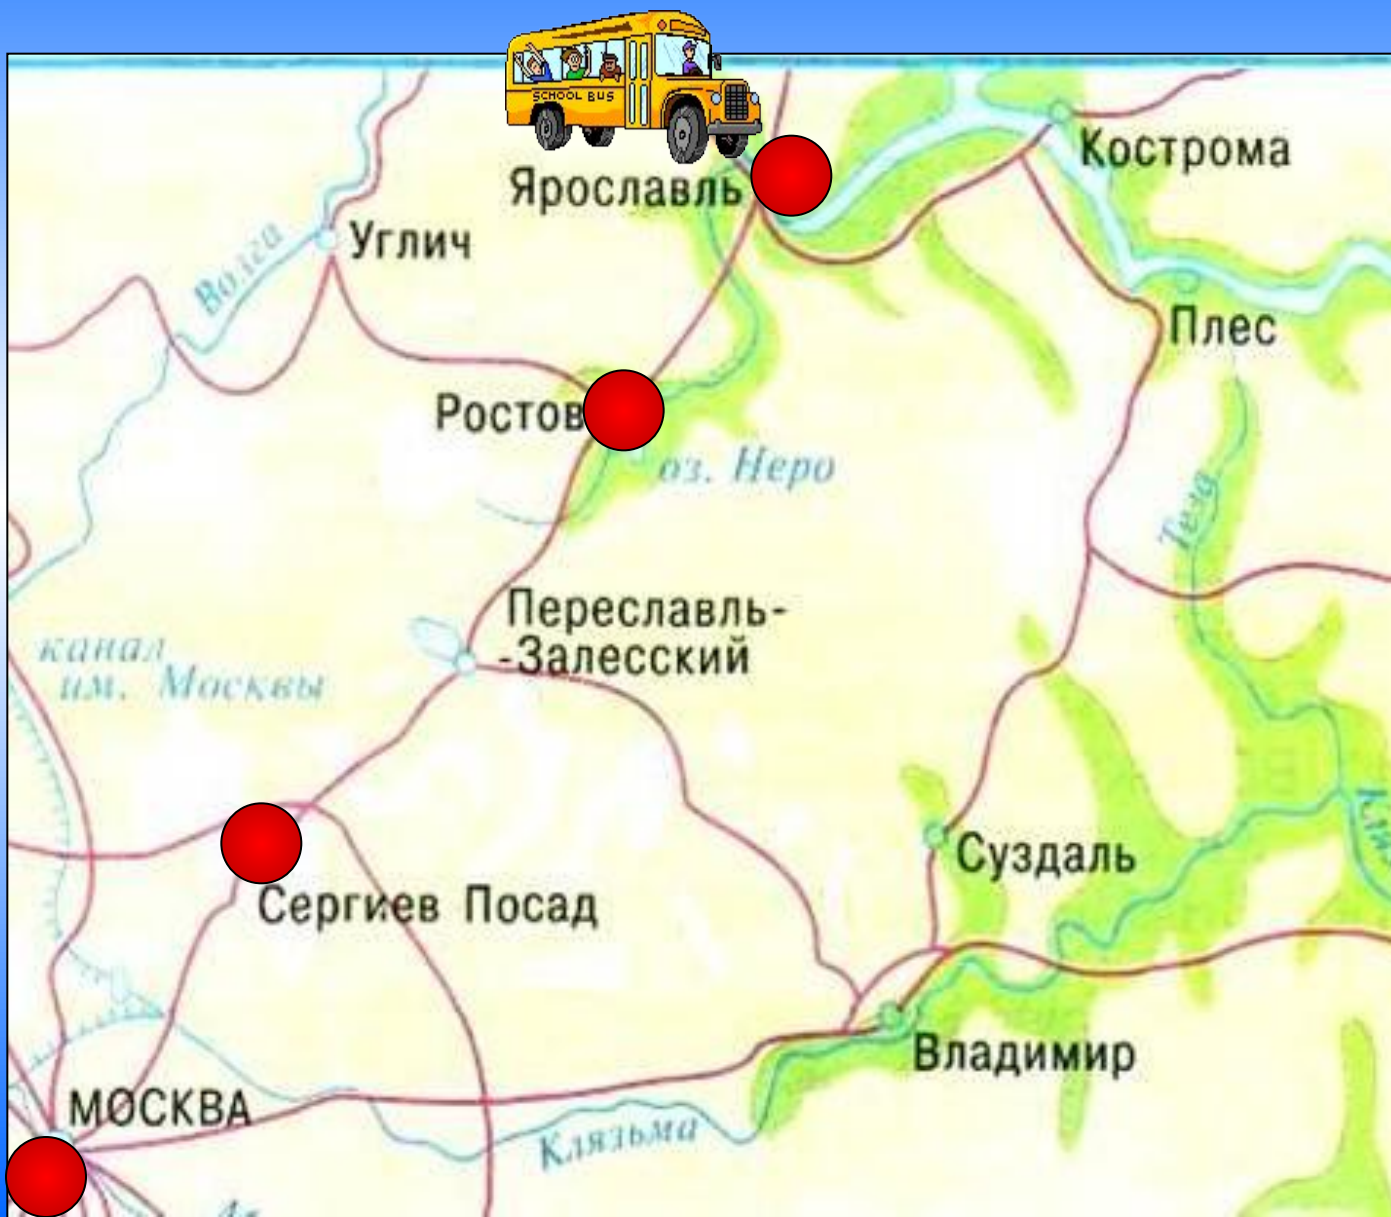 SCHOOL BUS
Кострома
Ярославль
Углич
Волга
Плес
Ростов
оз. Неро
Теза
Переславль-
-Залесский
канал
им. Москвы
Суздаль
Сергиев Посад
Владимир
МОСКВА
Клязьма